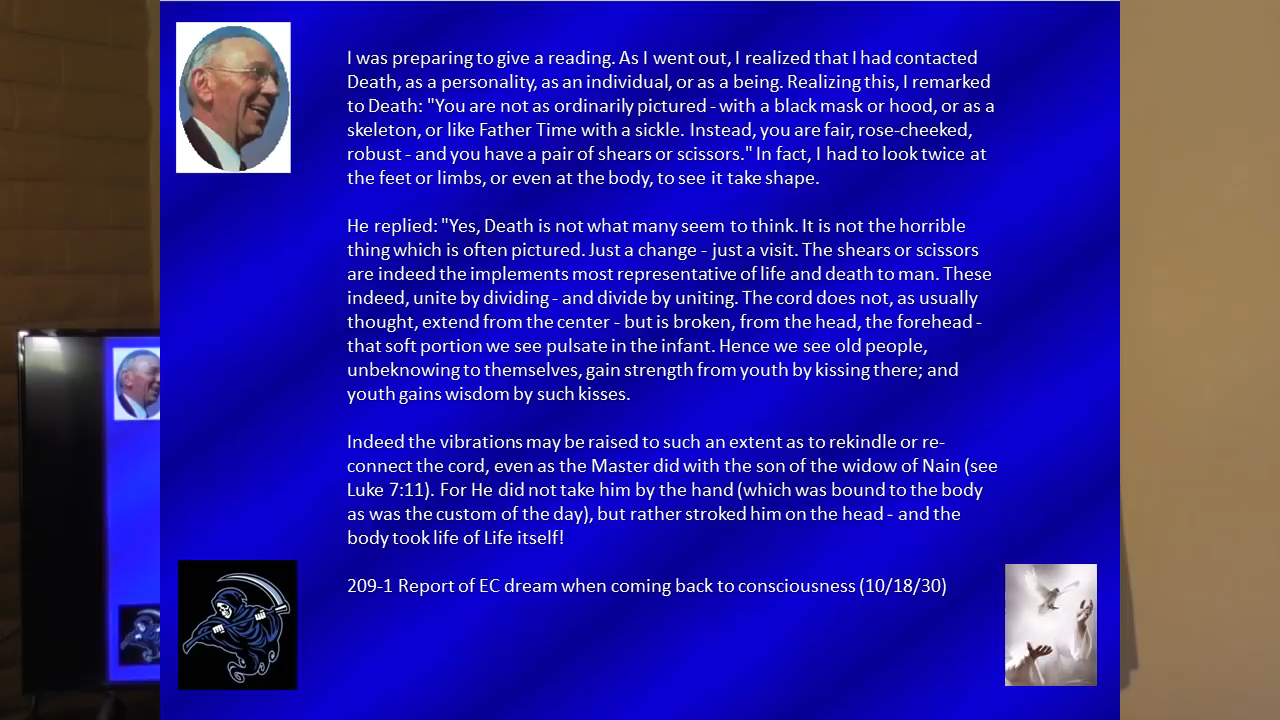 I was preparing to give a reading. As I went out, I realized that I had contacted
Death, as a personality, as an individual, or as a being. Realizing this, I remarked
to Death: "You are not as ordinarily pictured - with a black mask or hood, or as a
skeleton, or like Father Time with a sickle. Instead, you are fair, rose-cheeked,
robust - and you have a pair of shears or scissors." In fact, I had to look twice at
the feet or limbs, or even at the body, to see it take shape.
He replied: "Yes, Death is not what many seem to think. It is not the horrible
thing which is often pictured. Just a change - just a visit. The shears or scissors
are indeed the implements most representative of life and death to man. These
indeed, unite by dividing - and divide by uniting. The cord does not, as usually
thought, extend from the center - but is broken, from the head, the forehead -
that soft portion we see pulsate in the infant. Hence we see old people,
unbeknowing to themselves, gain strength from youth by kissing there; and
youth gains wisdom by such kisses.
Indeed the vibrations may be raised to such an extent as to rekindle or re-
connect the cord, even as the Master did with the son of the widow of Nain (see
Luke 7:11). For He did not take him by the hand (which was bound to the body
as was the custom of the day), but rather stroked him on the head - and the
body took life of Life itself!
209-1 Report of EC dream when coming back to consciousness (10/18/30)